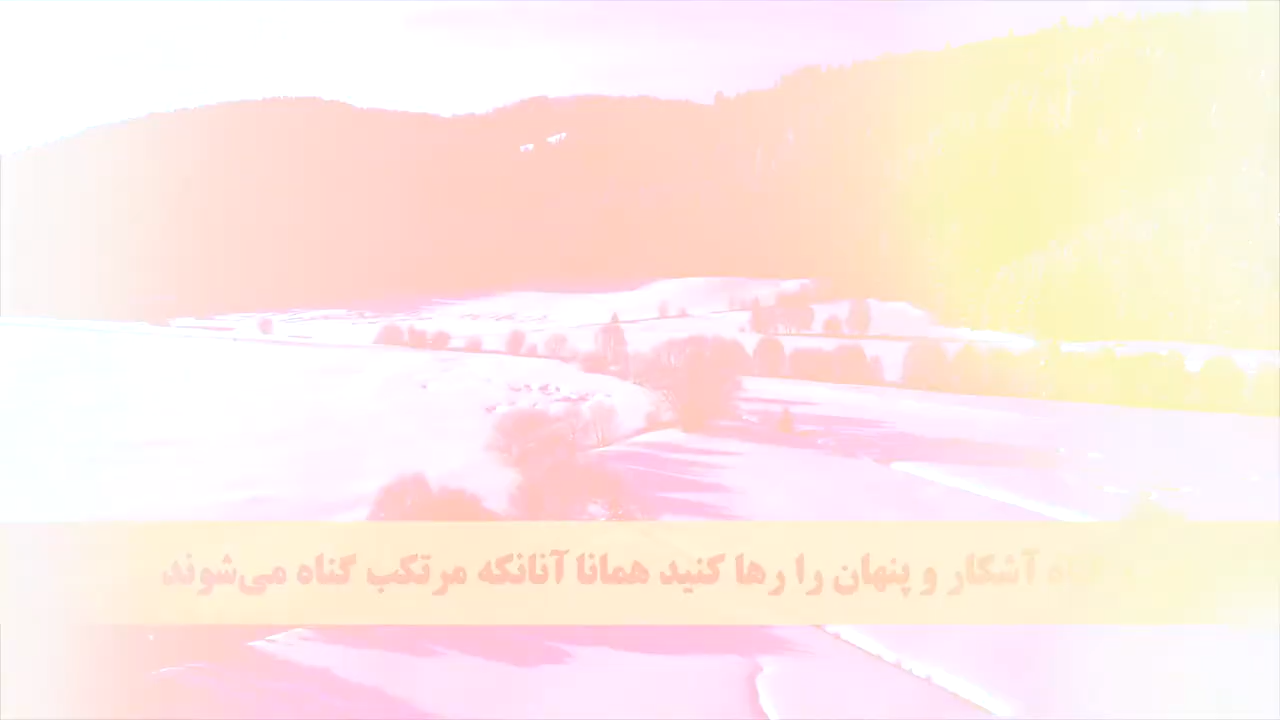 آشکار و پنهان را رها کنید همانا آنانکه مرتکب گناه می‌شوند